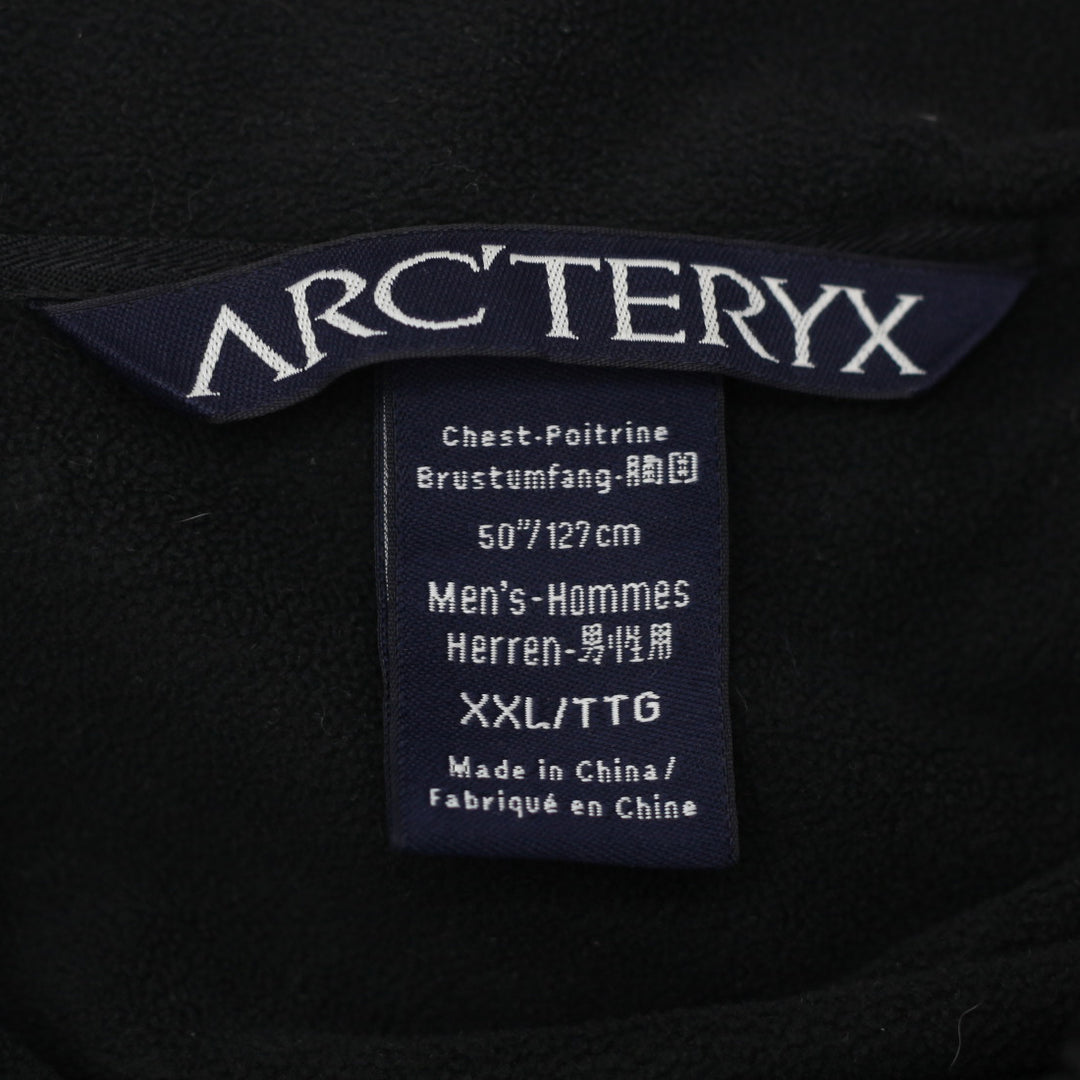 ARC'TERYX
Chest-Poitrine
Brustumfang-胸囲
50"/127cm
Men's-Hommes
Herren-男性用
XXL/TTG
Made in China/
Fabriqué en Chine